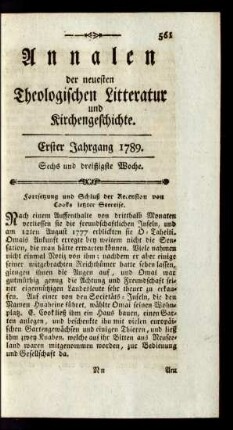 561
Annalen
der neuesten
Theologischen Litteratur
und
Kirchengeschichte.
Erster Jahrgang 1789.
Sechs und dreißigste Woche.
Fortsetzung und Schluß der Recension von
Cooks letzter Seereise.
Nach einem Auffenthalte von dritthalb Monaten
verliessen sie die freundschaftlichen Inseln, und
am 12ten August 1777 erblickten sie O-Taheiti.
Omais Ankunft erregte bey weitem nicht die Sen-
sation, die man hätte erwarten können. Viele nahmen
nicht einmal Notiz von ihm; nachdem er aber einige
seiner mitgebrachten Reichthümer hatte sehen lassen,
giengen ihnen die Augen auf, und Omai war
gutmüthig genug die Achtung und Freundschaft sei-
ner eigennützigen Landesleute sehr theuer zu erkau-
fen. Auf einer von den Societäts-Inseln, die den
Namen Huaheine führet, wählte Omai seinen Wohn-
platz. C. Cook ließ ihm ein Haus bauen, einen Gar-
ten anlegen, und beschenkte ihn mit vielen europäi-
schen Gartengewächsen und einigen Thieren, und ließ
ihm zwey Knaben, welche auf ihr Bitten aus Neusee-
land waren mitgenommen worden, zur Bedienung
und Gesellschaft da.
Nn